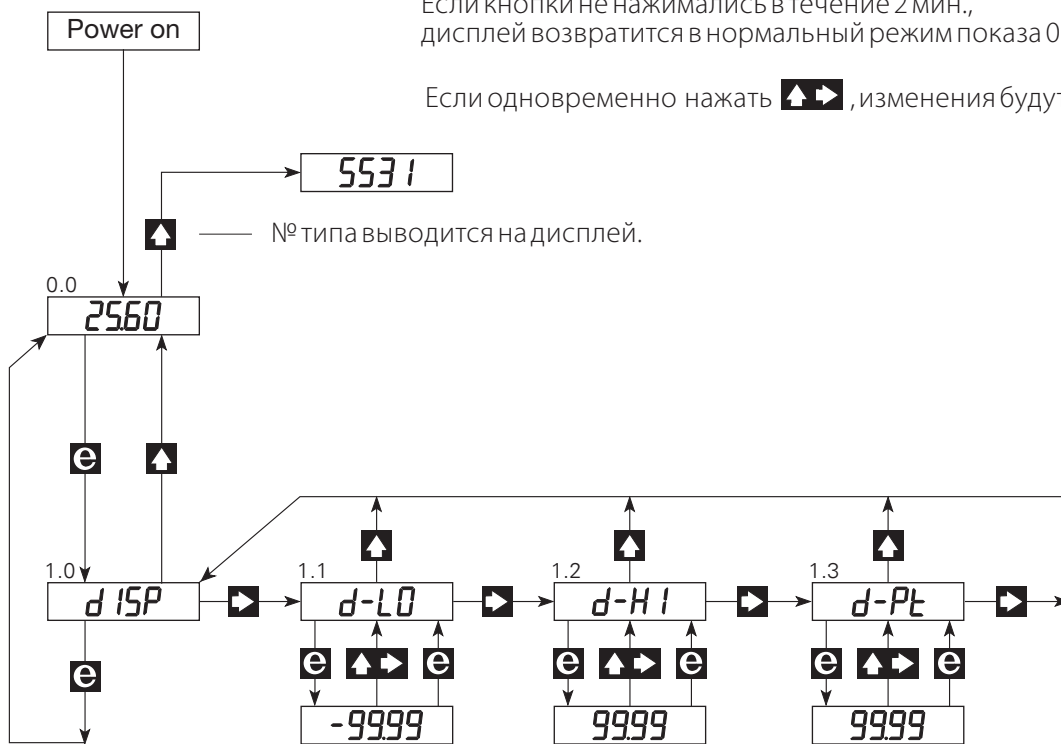 Если кнопки не нажимались в течение 2 мин.,
дисплей возвратится в нормальный режим показа 0
Power on
Если одновременно нажать , изменения будут
5531
№ типа выводится на дисплей.
0.0
25.60
e
1.0
1.1
1.2
1.3
dISP
d-LO
d-HI
d-Pt
e
e e
e e
e e
-99.99
99.99
99.99